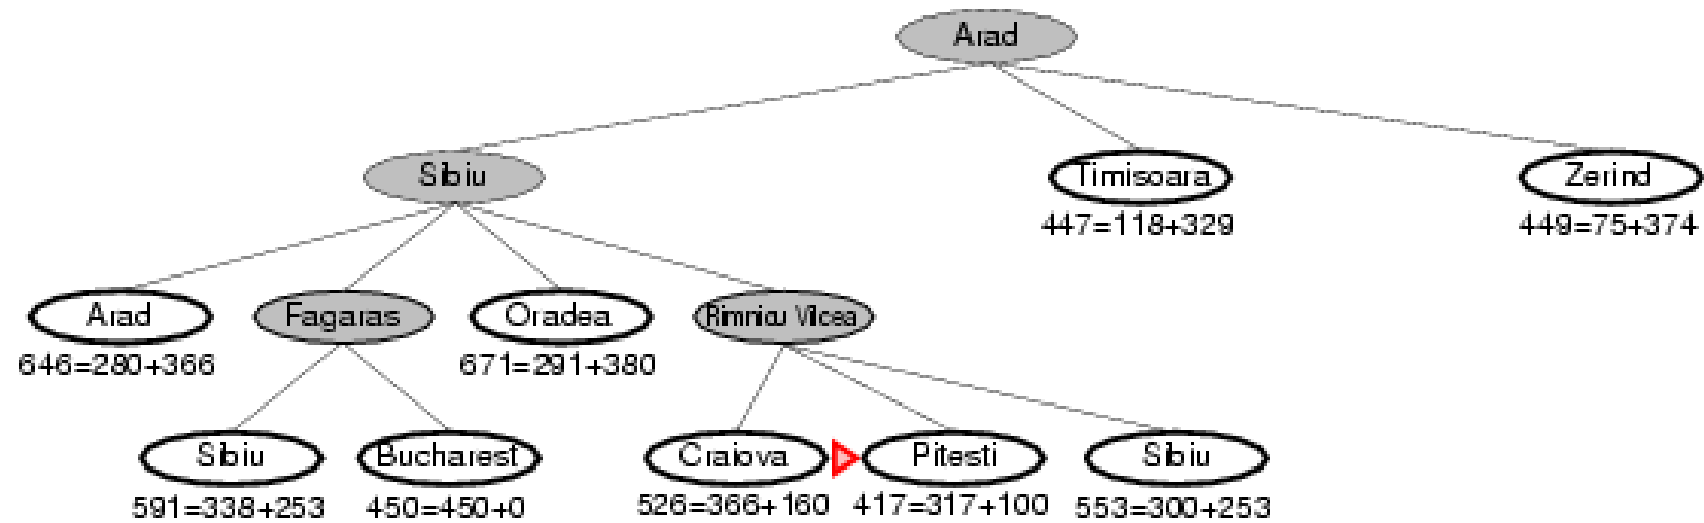 Arad
Sibiu
Timisoara
Zerind
447=118+329
449=75+374
Arad
Fagaras
Oradea
Rimnicu Vilcea
646=280+366
671=291+380
Sibiu
Bucharest
Craiova
Pitesti
Sibiu
591=338+253
450=450+0
526=366+160
417=317+100
553=300+253